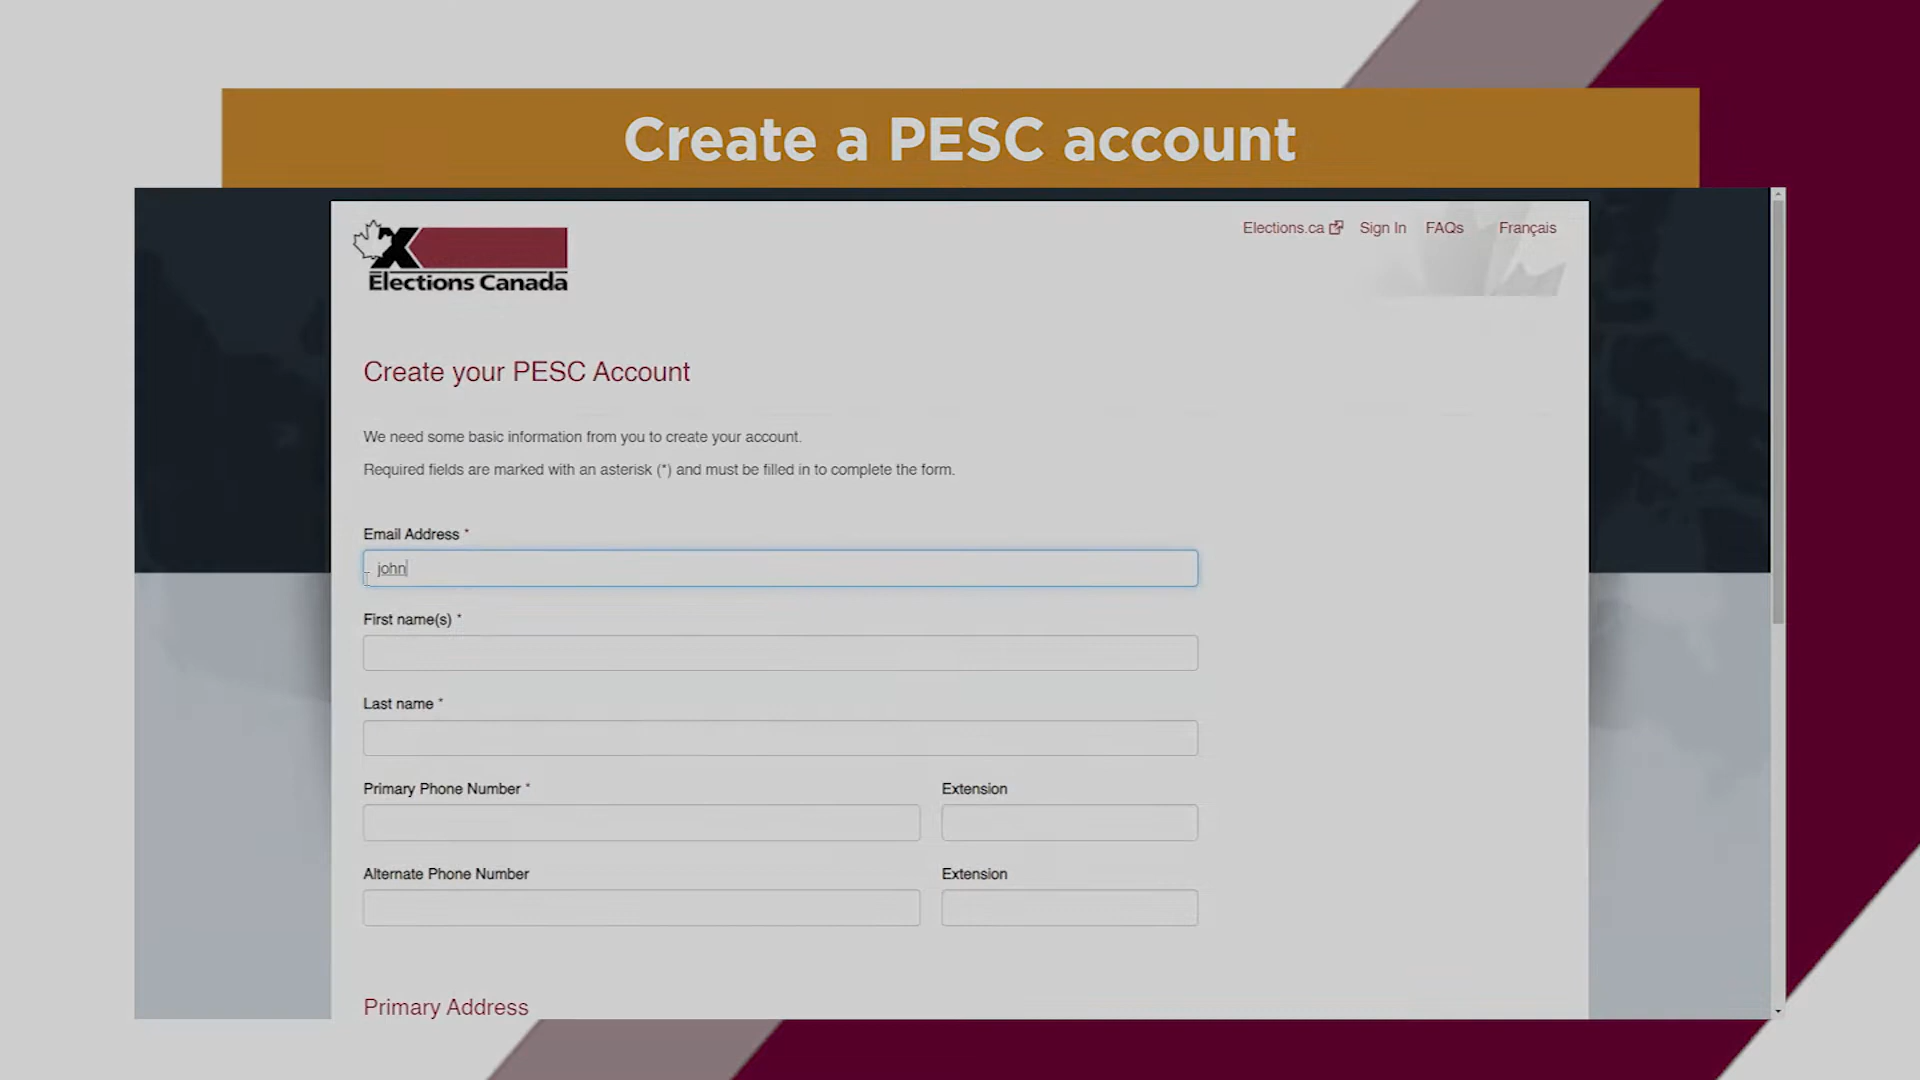 Create a PESC account
Elections.ca Sign In FAQs Français
Elections Canada
Create your PESC Account
We need some basic information from you to create your account.
Required fields are marked with an asterisk (*) and must be filled in to complete the form.
Email Address *
john
First name(s) *
Last name *
Primary Phone Number * Extension
Alternate Phone Number Extension
Primary Address